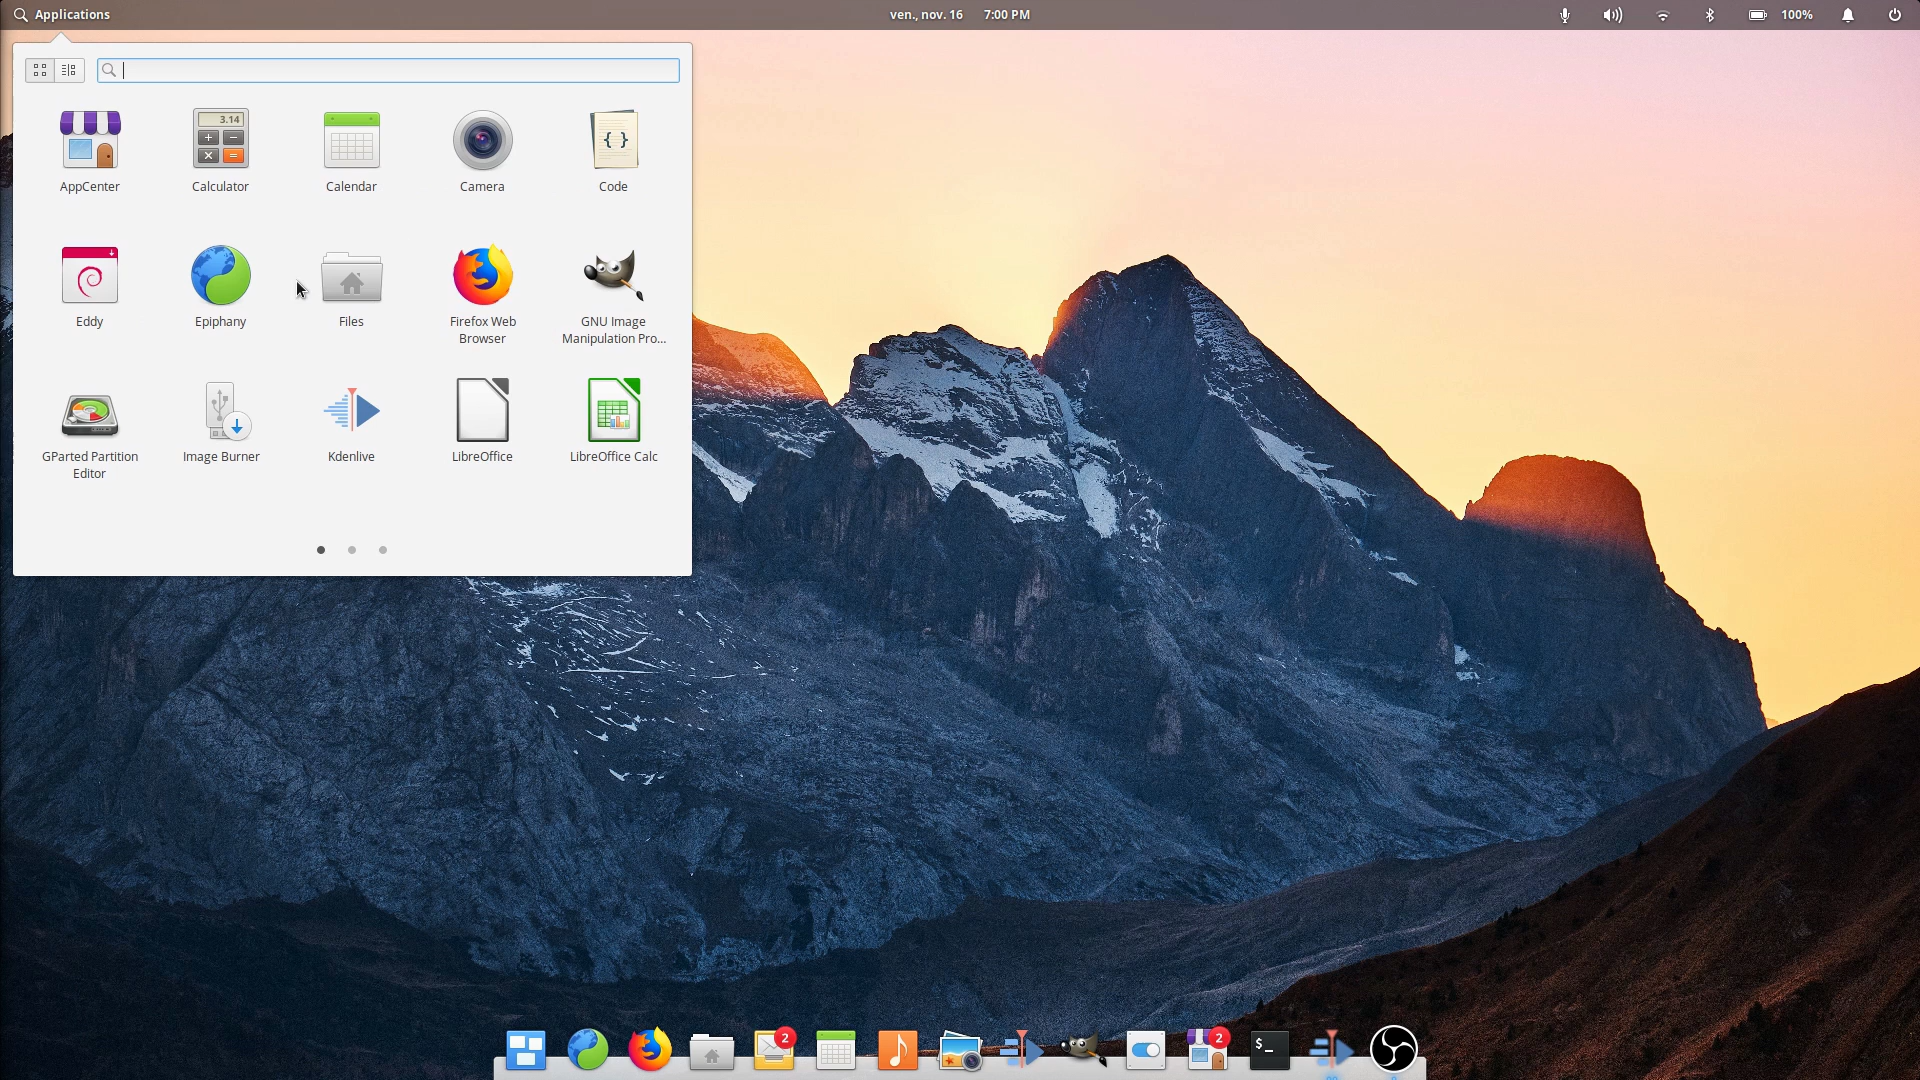 Applications
ven., nov. 16 7:00 PM
100%
3.14
AppCenter
Calculator
Calendar
Camera
Code
Eddy
Epiphany
Files
Firefox Web
Browser
GNU Image
Manipulation Pro...
GParted Partition
Editor
Image Burner
Kdenlive
LibreOffice
LibreOffice Calc
2
2
$_